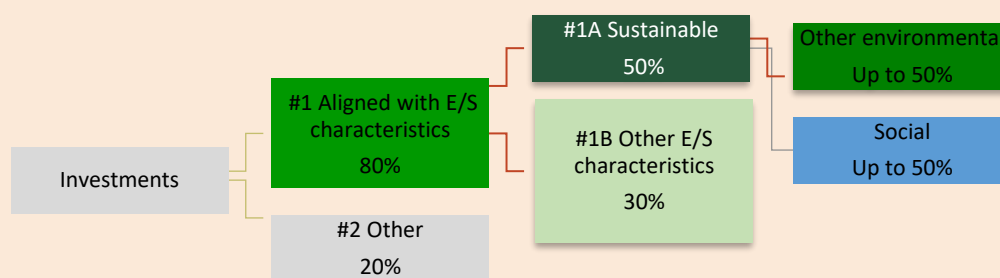 Investments
#1 Aligned with E/S
characteristics
80%
#2 Other
20%
#1A Sustainable
50%
#1B Other E/S
characteristics
30%
Other environmenta
Up to 50%
Social
Up to 50%